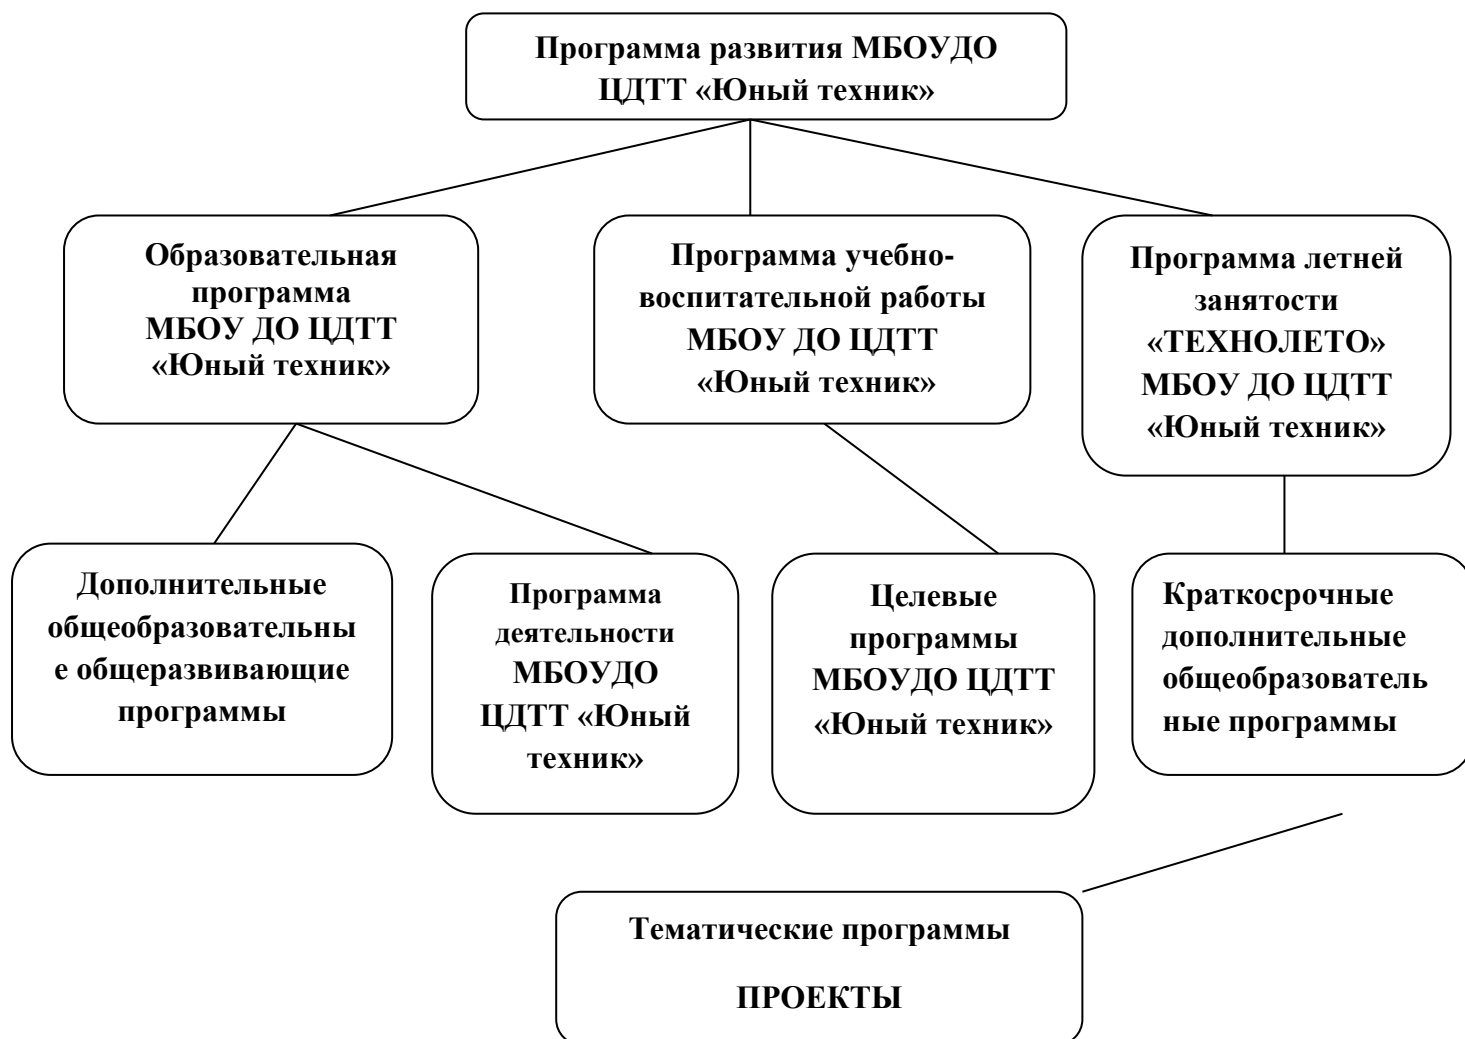 Программа развития МБОУДО
ЦДТТ «Юный техник»
Образовательная
программа
МБОУ ДО ЦДТТ
«Юный техник»
Программа учебно-
воспитательной работы
МБОУ ДО ЦДТТ
«Юный техник»
Программа летней
занятости
«ТЕХНОЛЕТО»
МБОУ ДО ЦДТТ
«Юный техник»
Дополнительные
общеобразовательны
е общеразвивающие
программы
Программа
деятельности
МБОУДО
ЦДТТ «Юный
техник»
Целевые
программы
МБОУДО ЦДТТ
«Юный техник»
Краткосрочные
дополнительные
общеобразователь
ные программы
Тематические программы
ПРОЕКТЫ